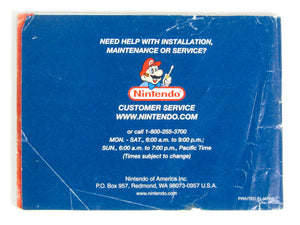 NEED HELP WITH INSTALLATION,
MAINTENANCE OR SERVICE?
Nintendo
CUSTOMER SERVICE
WWW.NINTENDO.COM
or call 1-800-255-3700
MON. - SAT., 6:00 a.m. to 9:00 p.m.;
SUN., 6:00 a.m. to 7:00 p.m., Pacific Time
(Times subject to change)
Nintendo of America Inc.
P.O. Box 957, Redmond, WA 98073-0957 U.S.A.
www.nintendo.com
PRINTED IN JAPAN